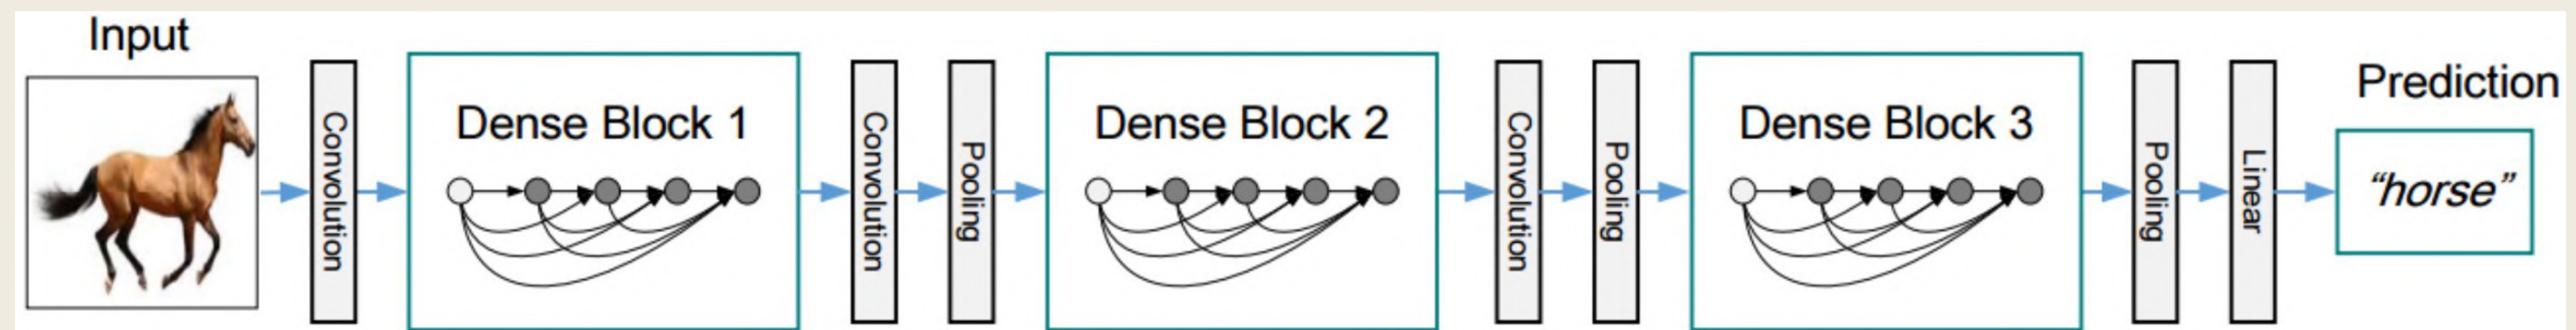 Input
Convolution
Dense Block 1
Convolution
Pooling
Dense Block 2
Convolution
Pooling
Dense Block 3
Pooling
Linear
Prediction
“horse”